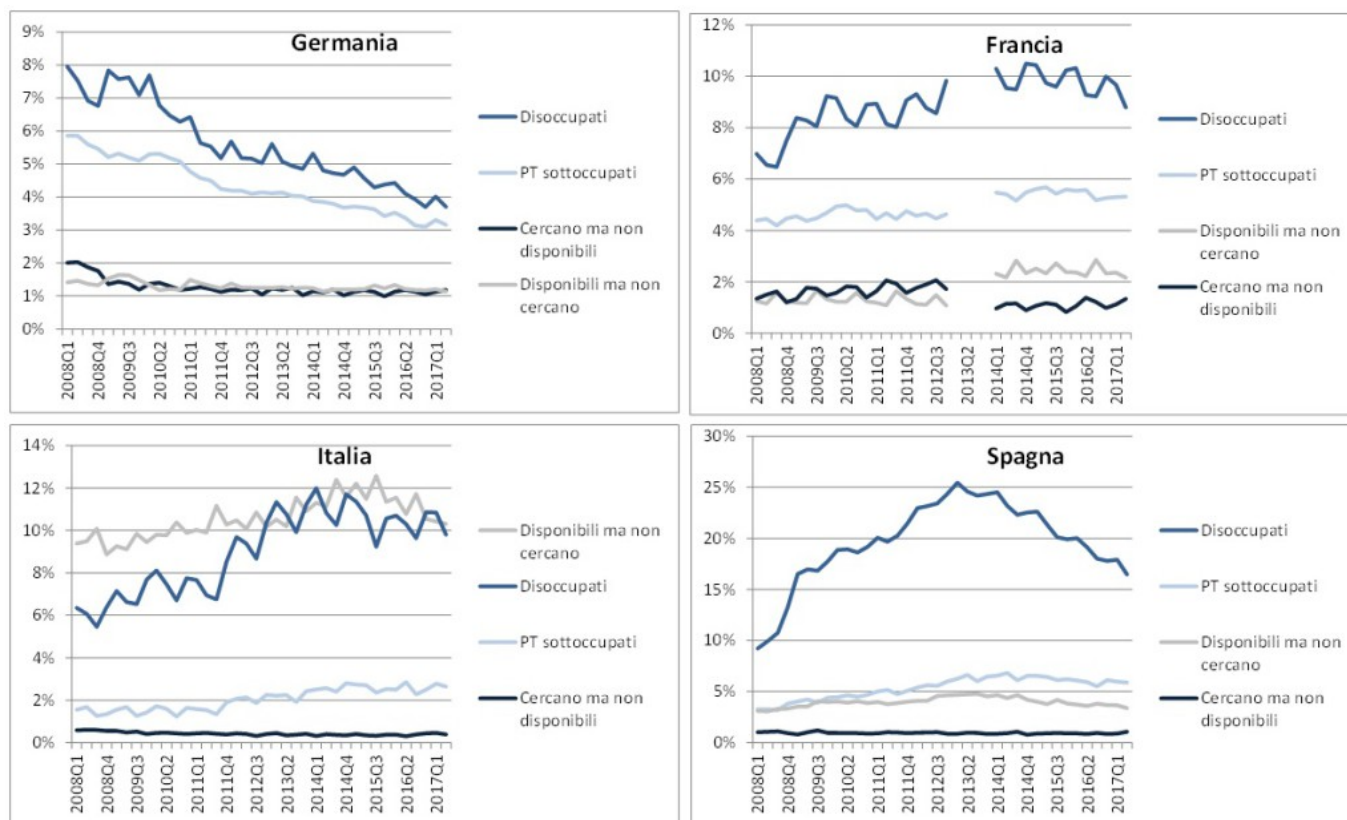 Germania
9%
8%
7%
6%
5%
4%
3%
2%
1%
0%
2008Q1
2008Q4
2009Q3
2010Q2
2011Q1
2011Q4
2012Q3
2013Q2
2014Q1
2014Q4
2015Q3
2016Q2
2017Q1
Disoccupati
PT sottoccupati
Cercano ma non
disponibili
Disponibili ma non
cercano
Francia
12%
10%
8%
6%
4%
2%
0%
2008Q1
2008Q4
2009Q3
2010Q2
2011Q1
2011Q4
2012Q3
2013Q2
2014Q1
2014Q4
2015Q3
2016Q2
2017Q1
Disoccupati
PT sottoccupati
Disponibili ma non
cercano
Cercano ma non
disponibili
Italia
14%
12%
10%
8%
6%
4%
2%
0%
2008Q1
2008Q4
2009Q3
2010Q2
2011Q1
2011Q4
2012Q3
2013Q2
2014Q1
2014Q4
2015Q3
2016Q2
2017Q1
Disponibili ma non
cercano
Disoccupati
PT sottoccupati
Cercano ma non
disponibili
Spagna
30%
25%
20%
15%
10%
5%
0%
2008Q1
2008Q4
2009Q3
2010Q2
2011Q1
2011Q4
2012Q3
2013Q2
2014Q1
2014Q4
2015Q3
2016Q2
2017Q1
Disoccupati
PT sottoccupati
Disponibili ma non
cercano
Cercano ma non
disponibili